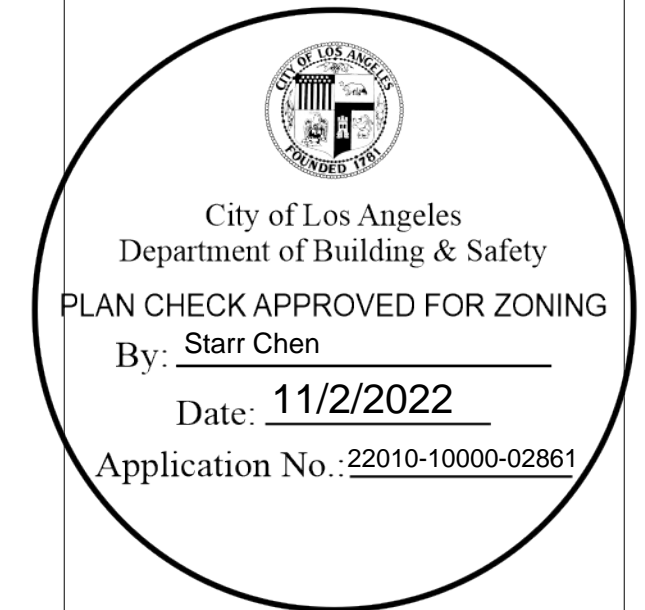 CITY OF LOS ANGELES
FOUNDED 1781
City of Los Angeles
Department of Building & Safety
PLAN CHECK APPROVED FOR ZONING
By: Starr Chen
Date: 11/2/2022
Application No.: 22010-10000-02861